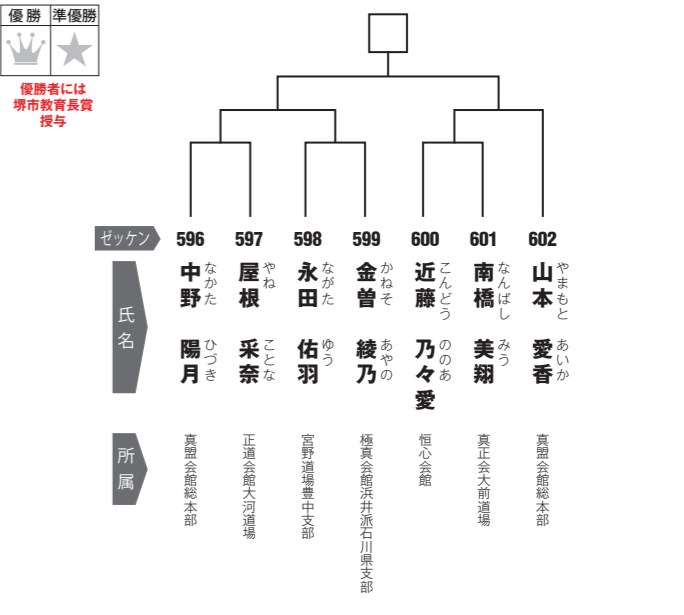 優勝 準優勝
優勝者には
堺市教育長賞
授与
ゼッケン 596 597 598 599 600 601 602
氏名
中野 陽月 なかた ひづき
屋根 采奈 やね ことな
永田 佑羽 ながた ゆう
金曽 綾乃 かねそ あやの
近藤 乃々愛 こんどう ののあ
南橋 美翔 なんばし みう
山本 愛香 やまもと あいか
所属
真盟会館総本部
正道会館大河道場
宮野道場豊中支部
極真会館浜井派石川県支部
恒心会館
真正会大前道場
真盟会館総本部